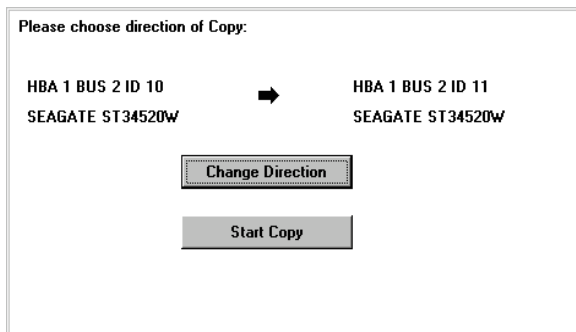 Please choose direction of Copy:
HBA 1 BUS 2 ID 10
HBA 1 BUS 2 ID 11
SEAGATE ST34520W
SEAGATE ST34520W
Change Direction
Start Copy